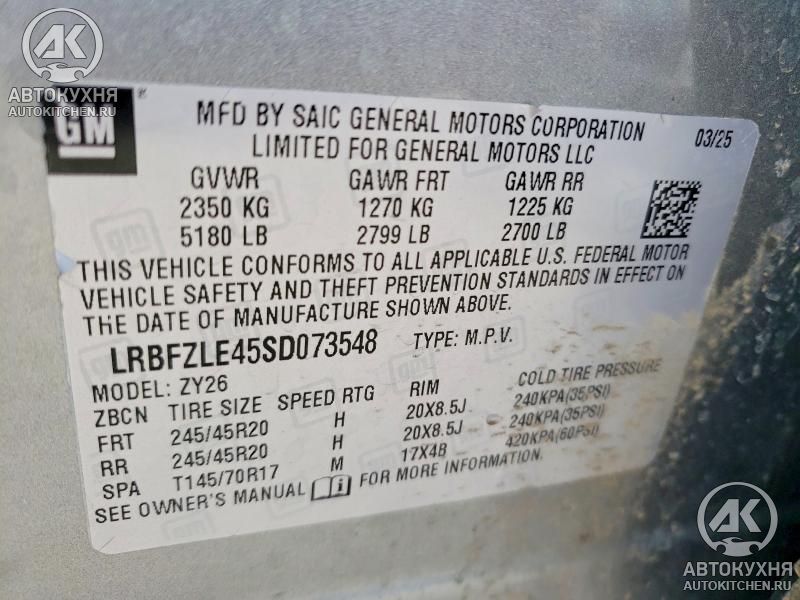 АК
АВТОКУХНЯ
AUTOKITCHEN.RU
GM
MFD BY SAIC GENERAL MOTORS CORPORATION
LIMITED FOR GENERAL MOTORS LLC
03/25
GVWR GAWR FRT GAWR RR
2350 KG 1270 KG 1225 KG
5180 LB 2799 LB 2700 LB
THIS VEHICLE CONFORMS TO ALL APPLICABLE U.S. FEDERAL MOTOR
VEHICLE SAFETY AND THEFT PREVENTION STANDARDS IN EFFECT ON
THE DATE OF MANUFACTURE SHOWN ABOVE.
LRBFZLE45SD073548 TYPE: M.P.V.
MODEL: ZY26
ZBCN TIRE SIZE SPEED RTG RIM COLD TIRE PRESSURE
FRT 245/45R20 H 20X8.5J 240KPA(35PSI)
RR 245/45R20 H 20X8.5J 240KPA(35PSI)
SPA T145/70R17 M 17X4B 420KPA(60PSI)
SEE OWNER'S MANUAL FOR MORE INFORMATION.
АК
АВТОКУХНЯ
AUTOKITCHEN.RU